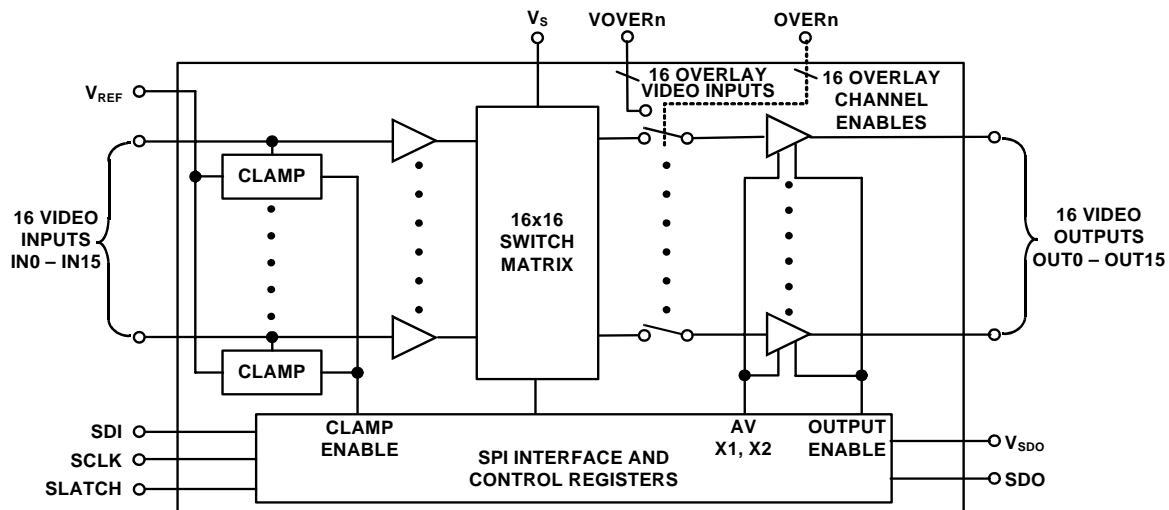 VS
VOVERn
OVERn
16 OVERLAY
VIDEO INPUTS
16 OVERLAY
CHANNEL
ENABLES
VREF
CLAMP
16 VIDEO
INPUTS
IN0 – IN15
16x16
SWITCH
MATRIX
16 VIDEO
OUTPUTS
OUT0 – OUT15
CLAMP
SDI
SCLK
SLATCH
CLAMP
ENABLE
AV
X1, X2
OUTPUT
ENABLE
SPI INTERFACE AND
CONTROL REGISTERS
VSDO
SDO